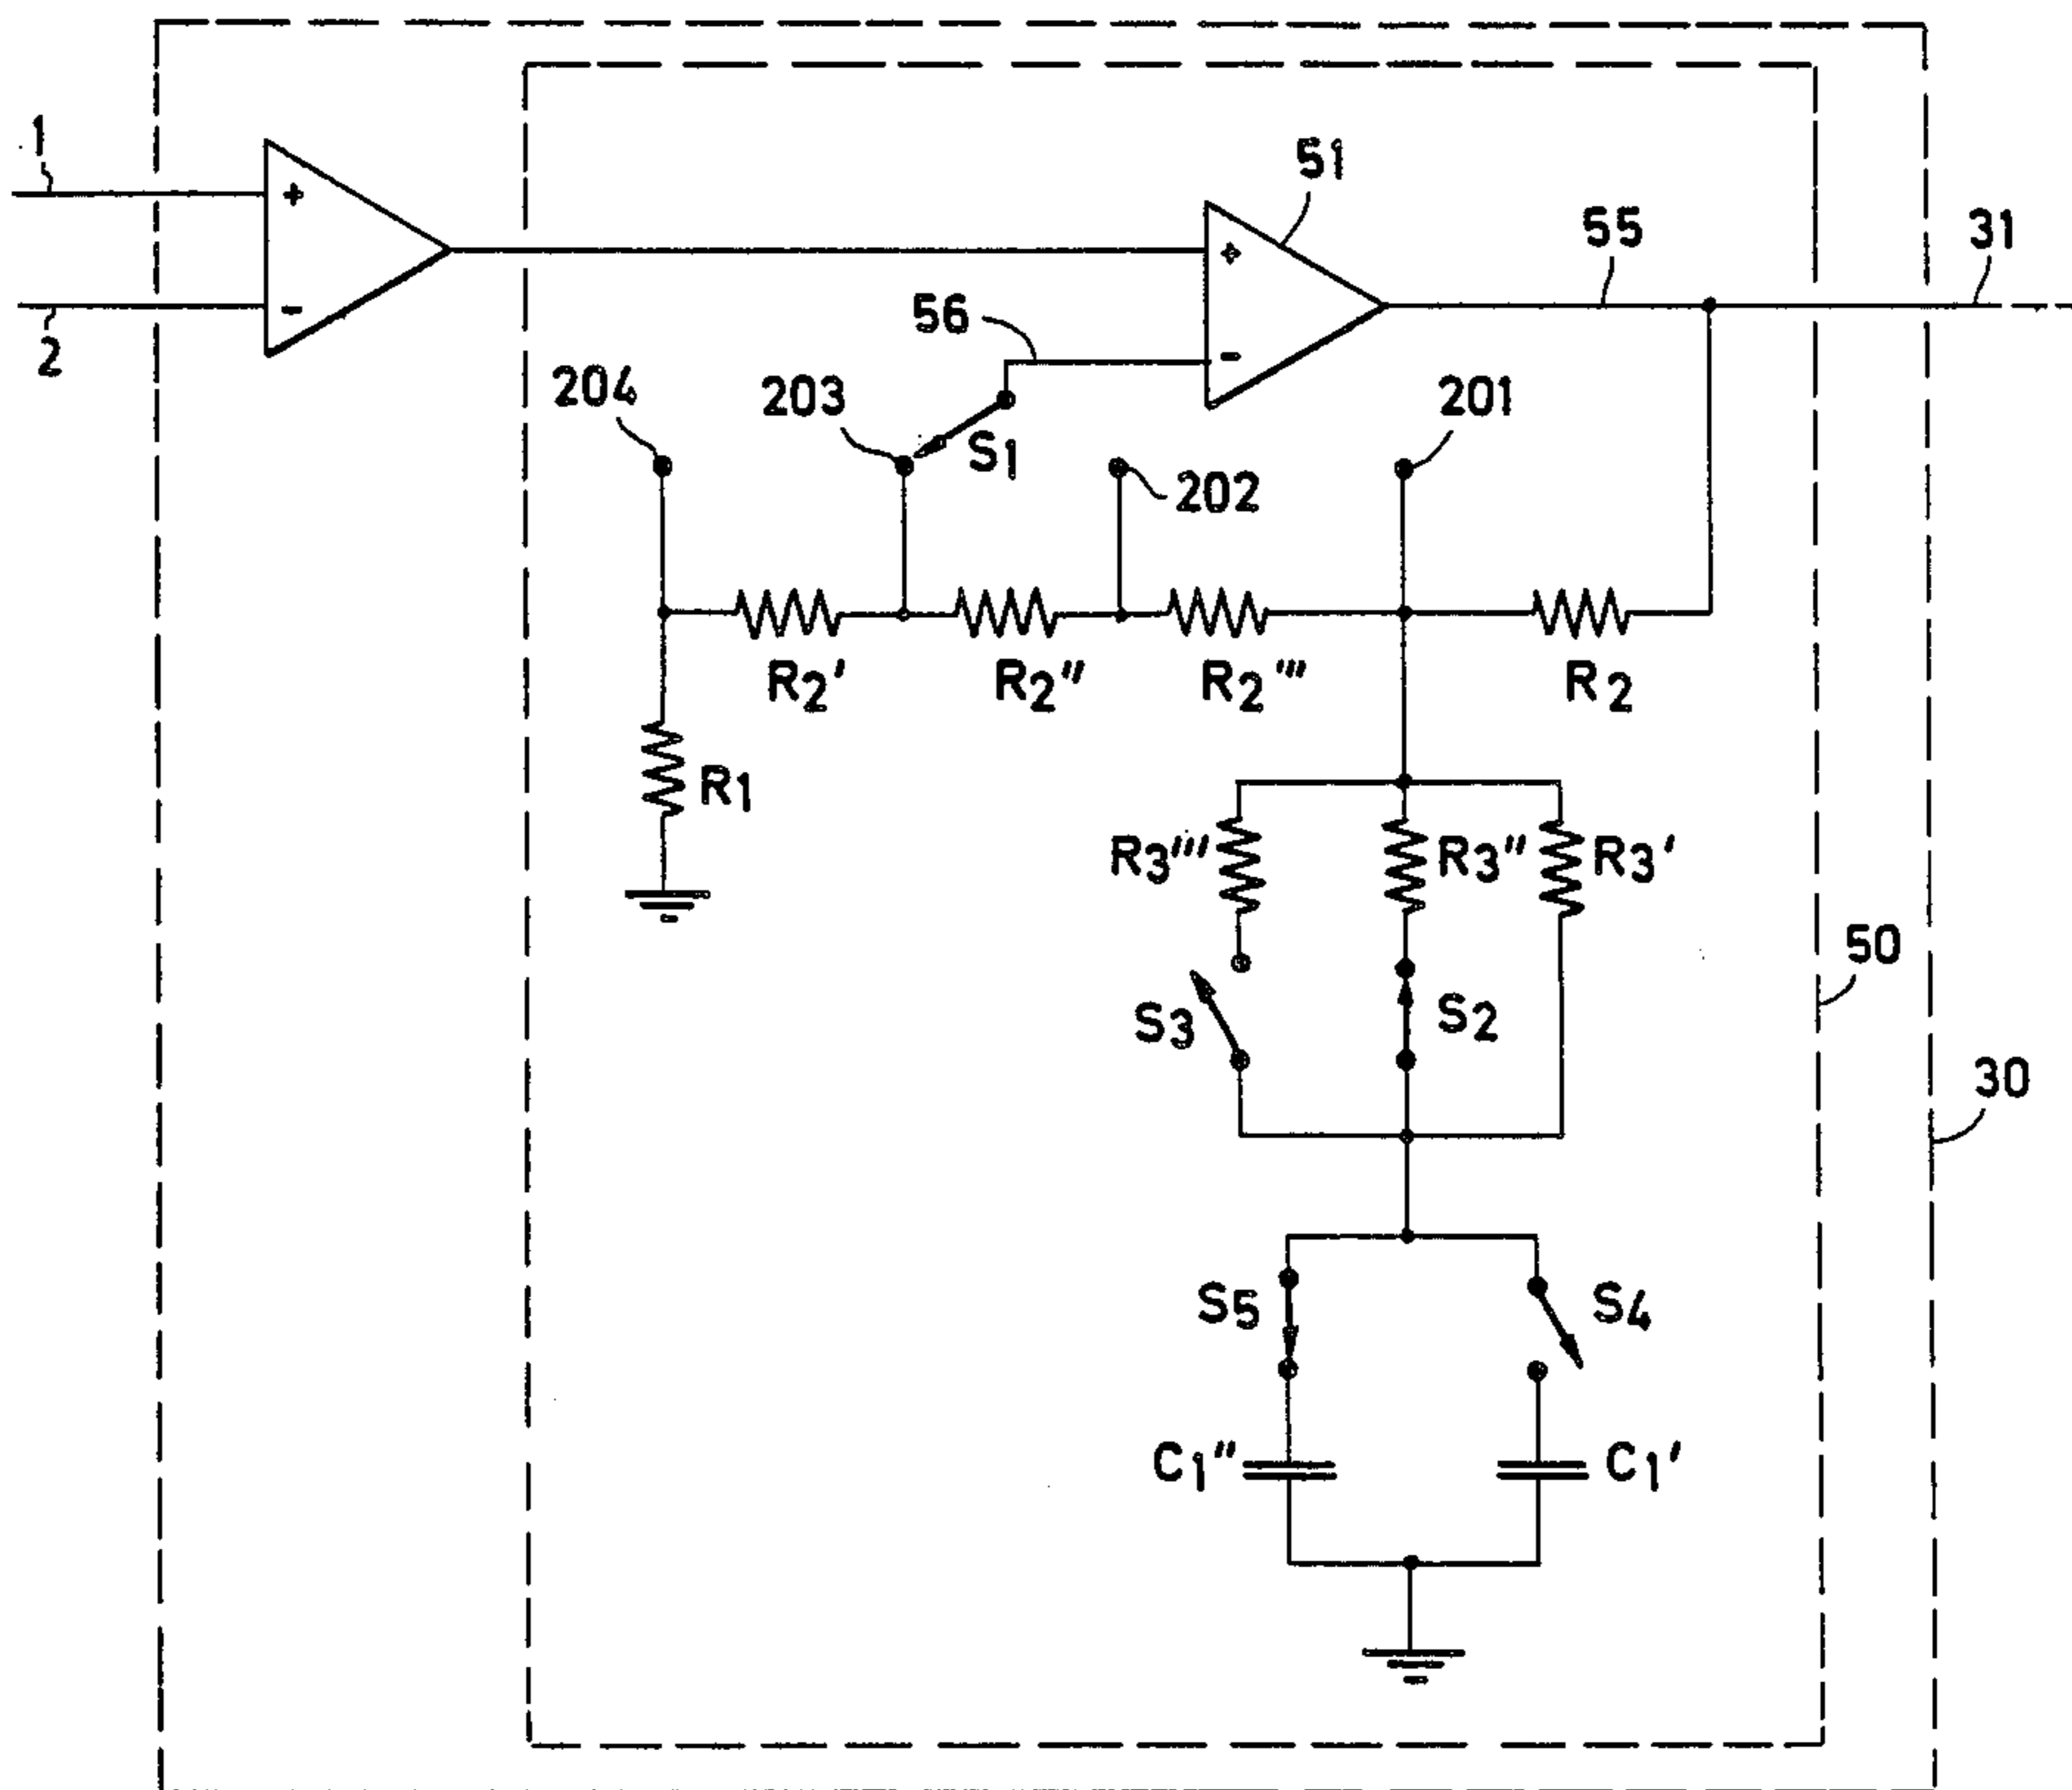 1
+
-
2
51
+
-
55
31
56
204
203
S1
202
201
R2'
R2''
R2'''
R2
R1
R3'''
R3''
R3'
S3
S2
50
30
S5
S4
C1''
C1'